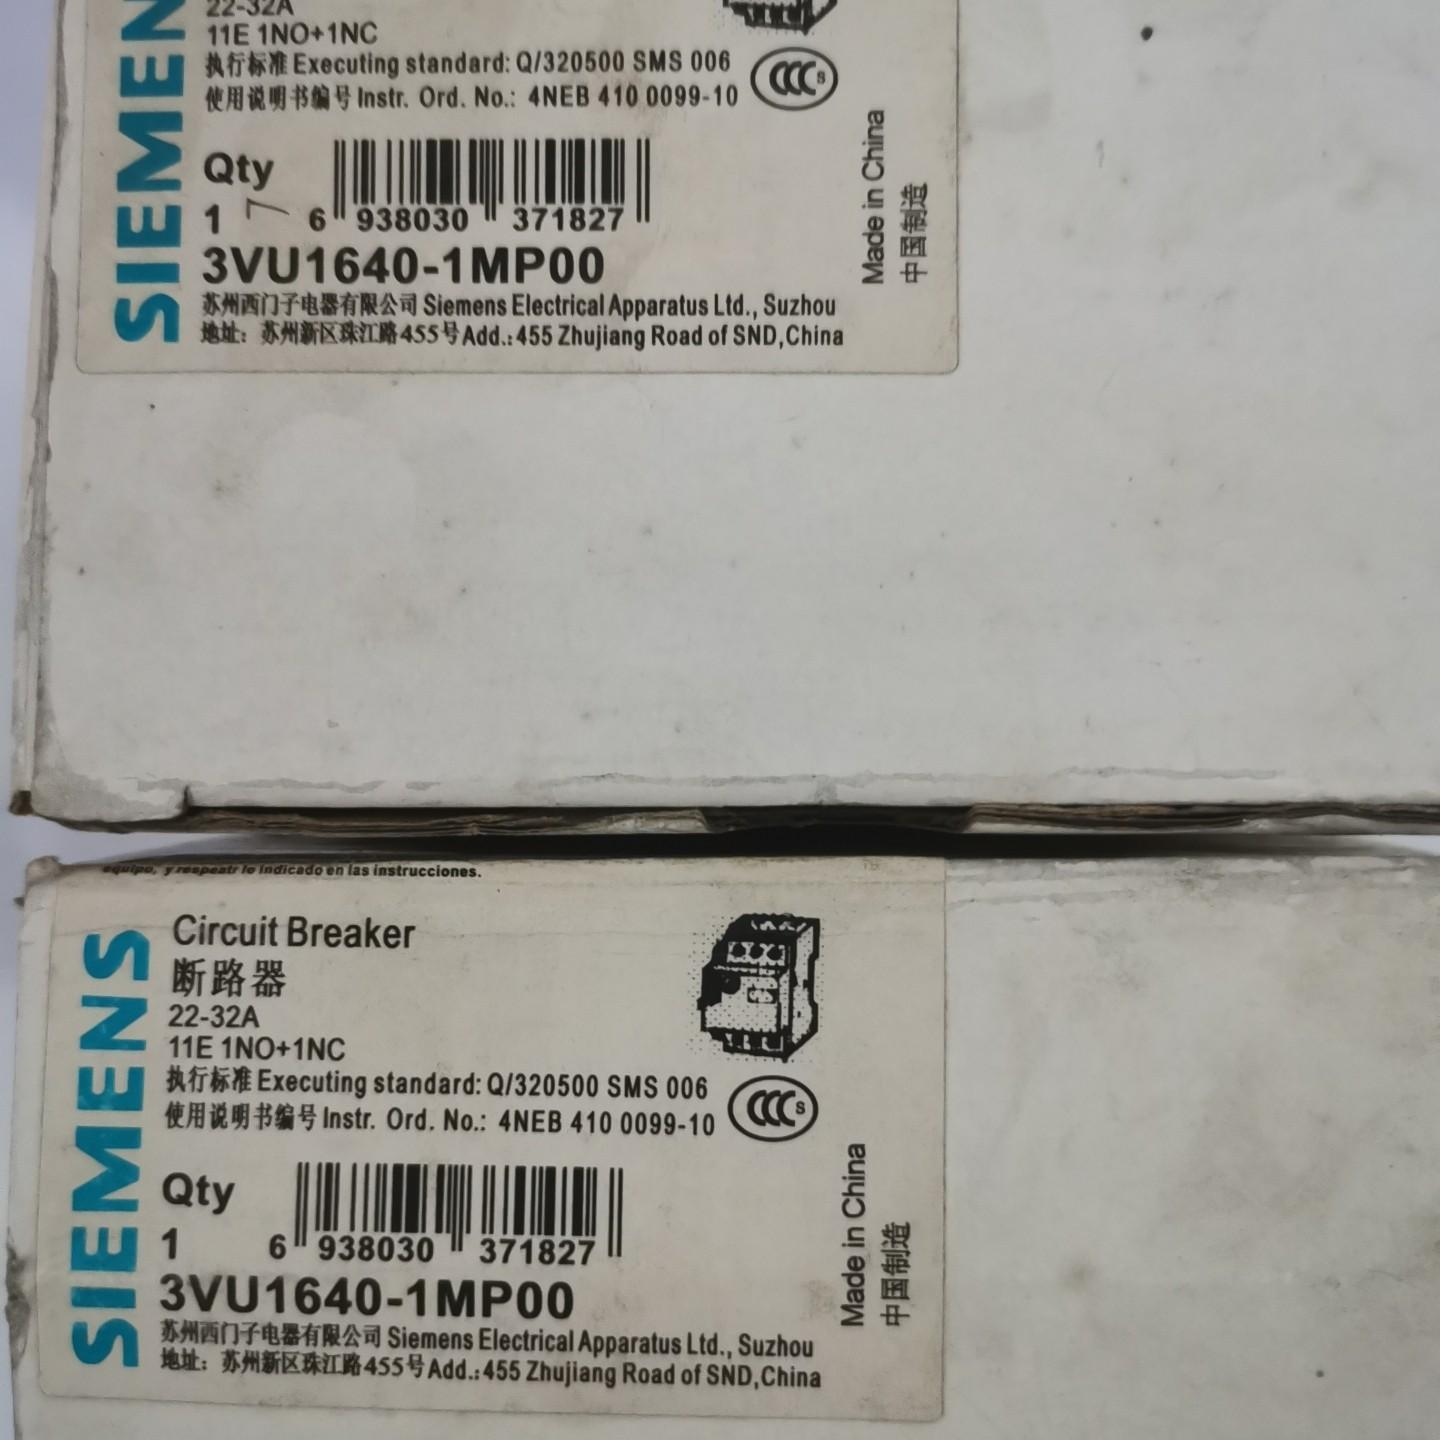 SIEMENS
22-32A
11E 1NO+1NC
执行标准 Executing standard: Q/320500 SMS 006
使用说明书编号 Instr. Ord. No.: 4NEB 410 0099-10
CCC S
Qty
1 7
6 938030 371827
3VU1640-1MP00
苏州西门子电器有限公司 Siemens Electrical Apparatus Ltd., Suzhou
地址：苏州新区珠江路455号 Add.:455 Zhujiang Road of SND,China
Made in China
中国制造
equipo, y respeatr lo indicado en las instrucciones.
SIEMENS
Circuit Breaker
断路器
22-32A
11E 1NO+1NC
执行标准 Executing standard: Q/320500 SMS 006
使用说明书编号 Instr. Ord. No.: 4NEB 410 0099-10
CCC S
Qty
1
6 938030 371827
3VU1640-1MP00
苏州西门子电器有限公司 Siemens Electrical Apparatus Ltd., Suzhou
地址：苏州新区珠江路455号 Add.:455 Zhujiang Road of SND,China
Made in China
中国制造